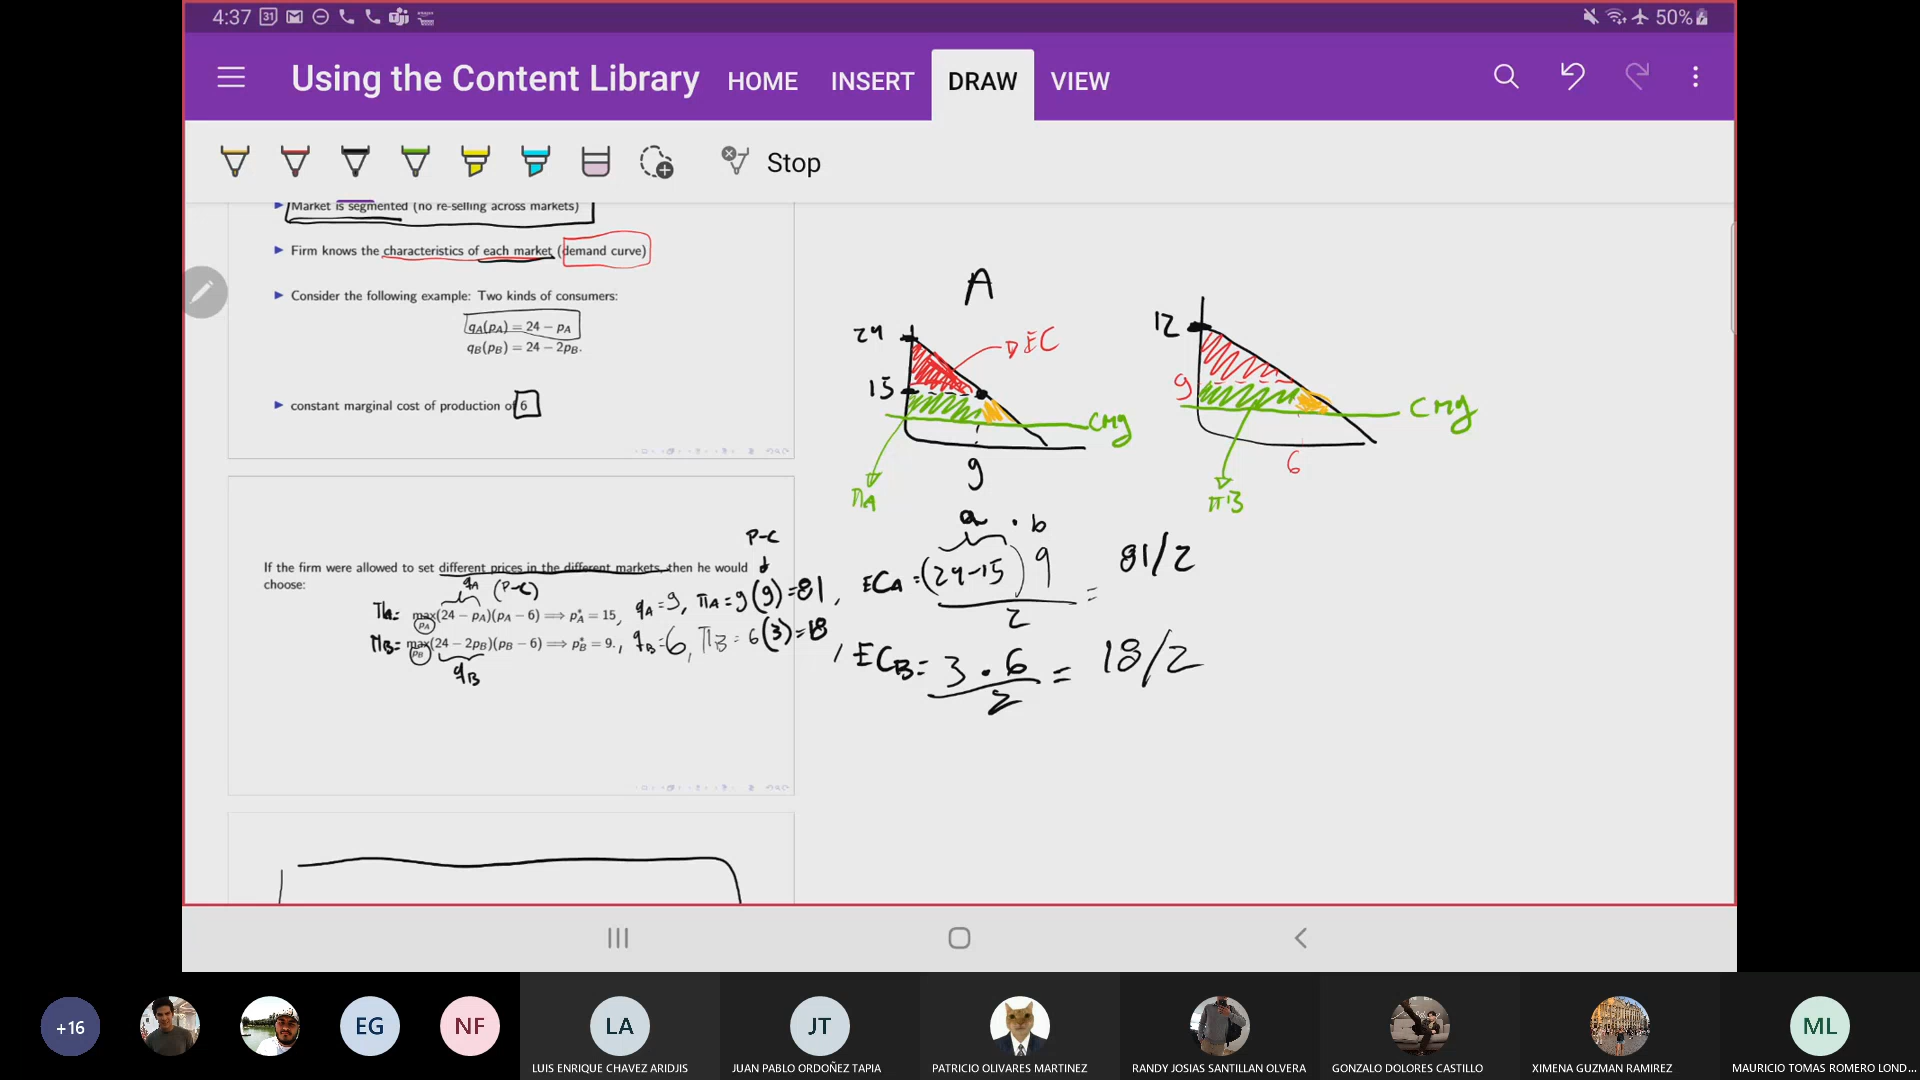 4:37
31
50%
Using the Content Library
HOME
INSERT
DRAW
VIEW
Stop
Market is segmented (no re-selling across markets)
Firm knows the characteristics of each market (demand curve)
Consider the following example: Two kinds of consumers:
qA(pA) = 24 − pA
qB(pB) = 24 − 2pB.
constant marginal cost of production of 6
A
24
15
EC
CMg
9
πA
12
9
CMg
6
πB
P-C
If the firm were allowed to set different prices in the different markets, then he would
choose:
qA (P-C)
πA= max pA (24 − pA)(pA − 6) ⟹ p*A = 15, qA = 9, πA = 9(9) = 81,
πB= max pB (24 − 2pB)(pB − 6) ⟹ p*B = 9., qB = 6, πB = 6(3) = 18
qB
a · b
ECA = (24-15) 9 / 2 = 81/2
, ECB = 3 · 6 / 2 = 18/2
+16
EG
NF
LA
JT
ML
LUIS ENRIQUE CHAVEZ ARIDJIS
JUAN PABLO ORDOÑEZ TAPIA
PATRICIO OLIVARES MARTINEZ
RANDY JOSIAS SANTILLAN OLVERA
GONZALO DOLORES CASTILLO
XIMENA GUZMAN RAMIREZ
MAURICIO TOMAS ROMERO LOND...